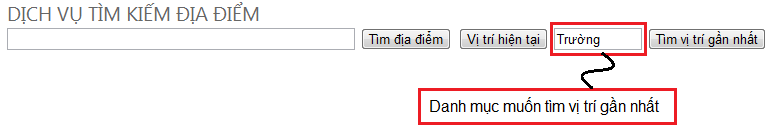 DỊCH VỤ TÌM KIẾM ĐỊA ĐIỂM
Tìm địa điểm Vị trí hiện tại Trường Tìm vị trí gần nhất
Danh mục muốn tìm vị trí gần nhất